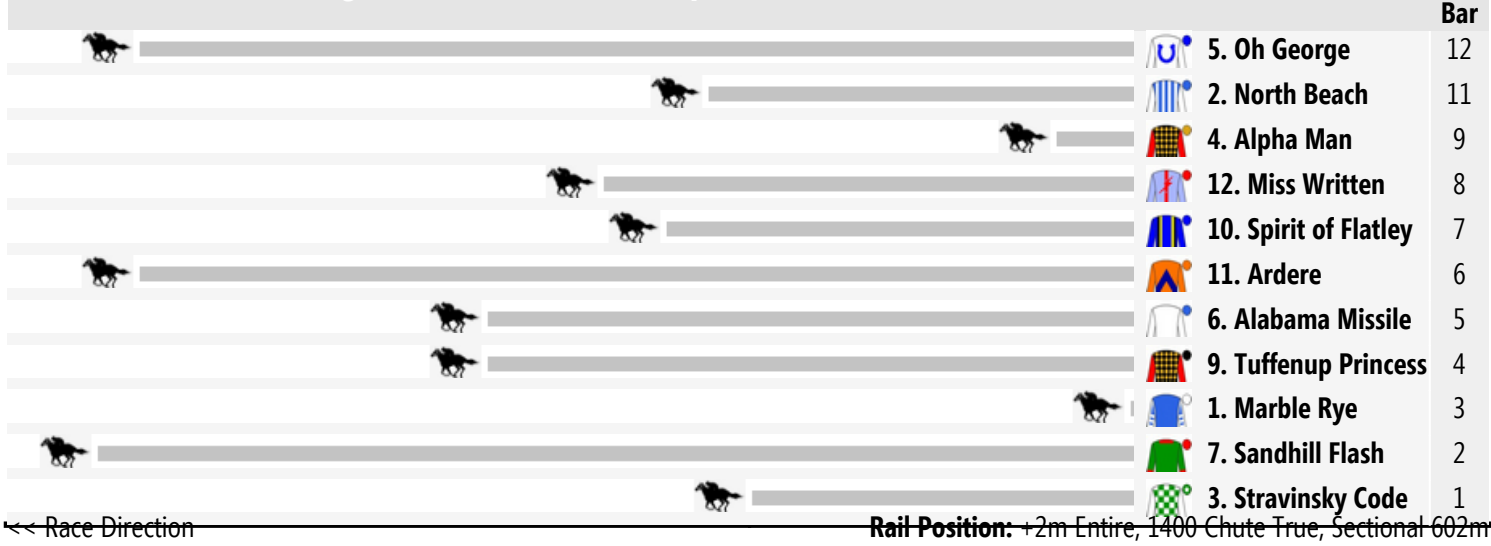 Bar
5. Oh George 12
2. North Beach 11
4. Alpha Man 9
12. Miss Written 8
10. Spirit of Flatley 7
11. Ardere 6
6. Alabama Missile 5
9. Tuffenup Princess 4
1. Marble Rye 3
7. Sandhill Flash 2
3. Stravinsky Code 1
<< Race Direction Rail Position: +2m Entire, 1400 Chute True, Sectional 602m